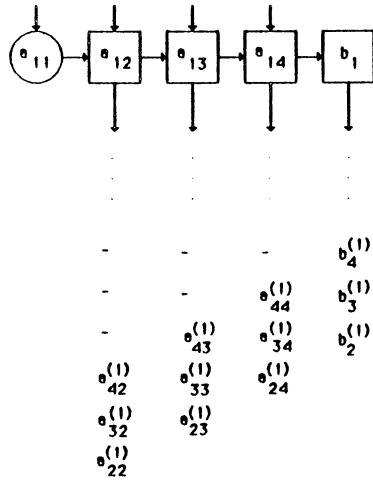 a₁₁ a₁₂ a₁₃ a₁₄ b₁
- - - b₄⁽¹⁾
- - a₄₄⁽¹⁾ b₃⁽¹⁾
- a₄₃⁽¹⁾ a₃₄⁽¹⁾ b₂⁽¹⁾
a₄₂⁽¹⁾ a₃₃⁽¹⁾ a₂₄⁽¹⁾
a₃₂⁽¹⁾ a₂₃⁽¹⁾
a₂₂⁽¹⁾